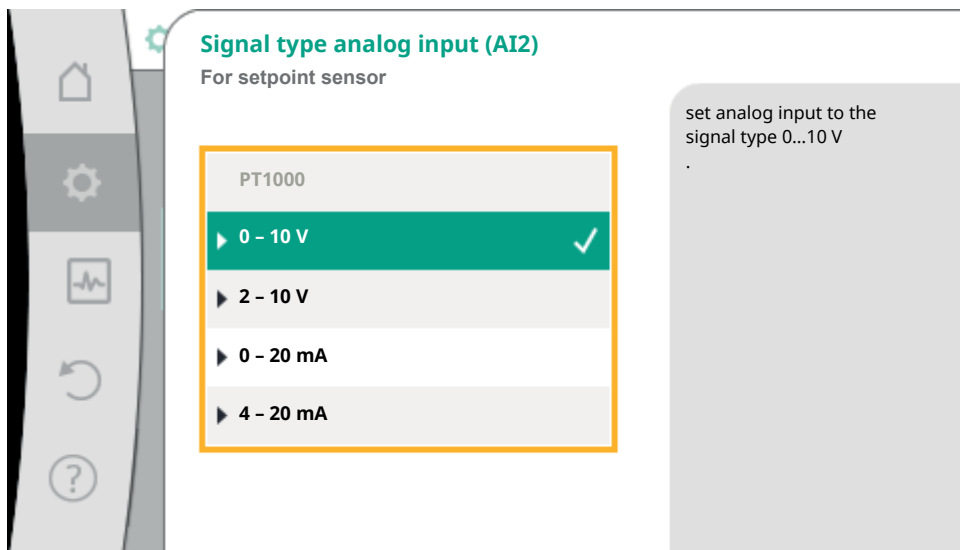 Signal type analog input (AI2)
For setpoint sensor
PT1000
0 – 10 V
2 – 10 V
0 – 20 mA
4 – 20 mA
set analog input to the
signal type 0...10 V
.
?